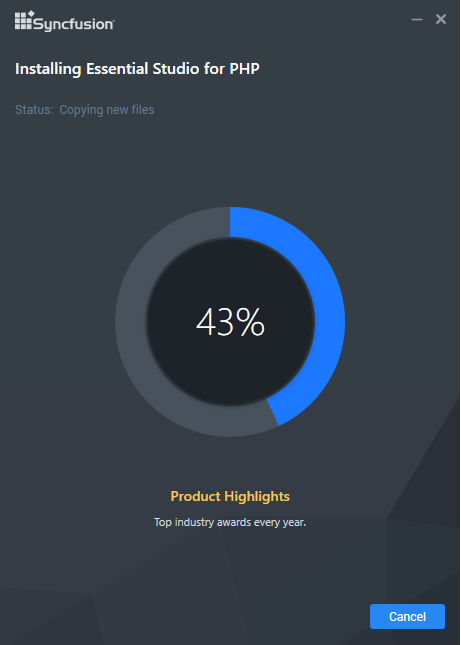 Syncfusion
Installing Essential Studio for PHP
Status: Copying new files
43%
Product Highlights
Top industry awards every year.
Cancel